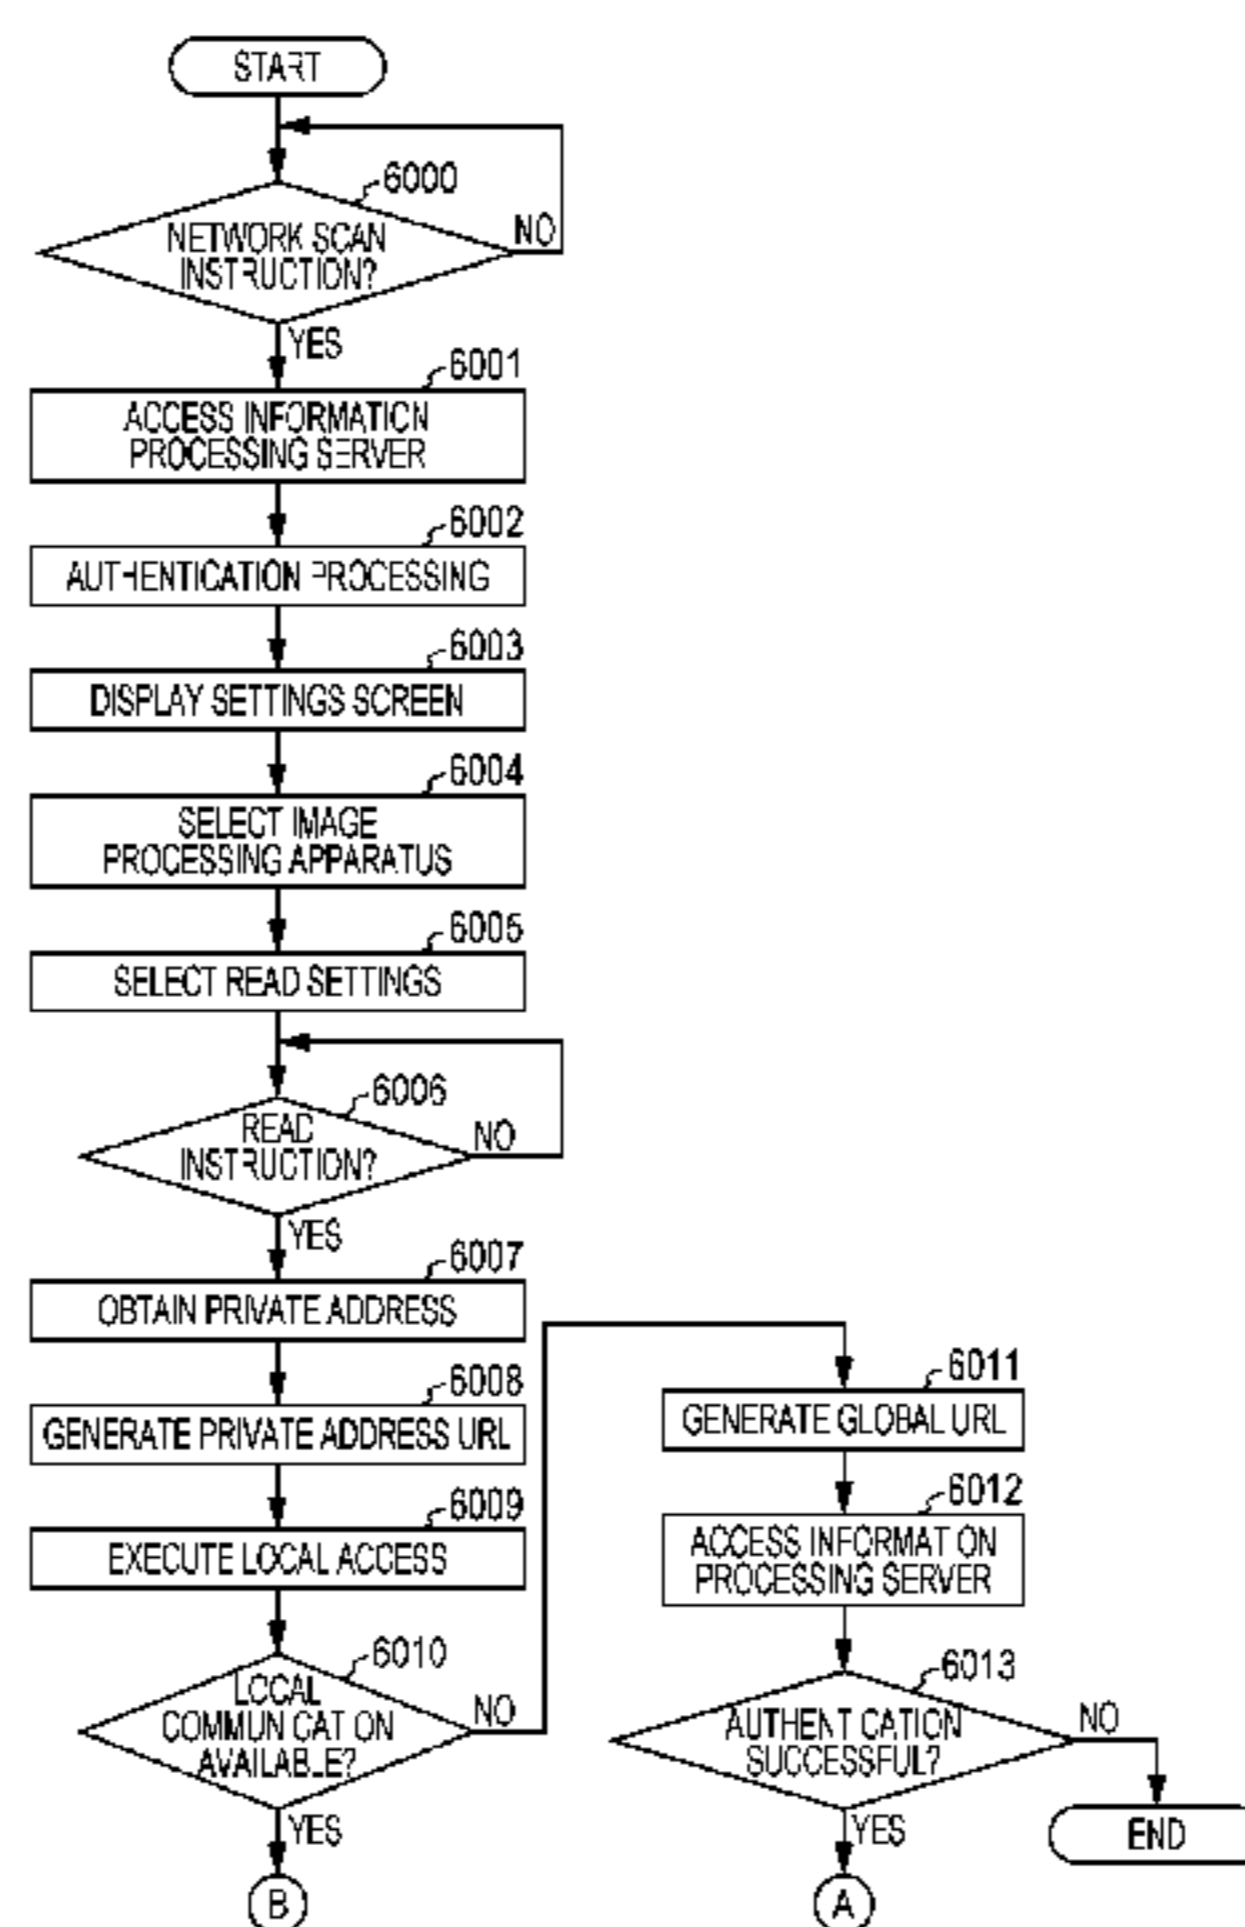 START
6000
NETWORK SCAN
INSTRUCTION?
NO
YES
6001
ACCESS INFORMATION
PROCESSING SERVER
6002
AUTHENTICATION PROCESSING
6003
DISPLAY SETTINGS SCREEN
6004
SELECT IMAGE
PROCESSING APPARATUS
6005
SELECT READ SETTINGS
6006
READ
INSTRUCTION?
NO
YES
6007
OBTAIN PRIVATE ADDRESS
6008
GENERATE PRIVATE ADDRESS URL
6009
EXECUTE LOCAL ACCESS
6010
LOCAL
COMMUNICATION
AVAILABLE?
NO
YES
B
6011
GENERATE GLOBAL URL
6012
ACCESS INFORMATION
PROCESSING SERVER
6013
AUTHENTICATION
SUCCESSFUL?
NO
YES
END
A